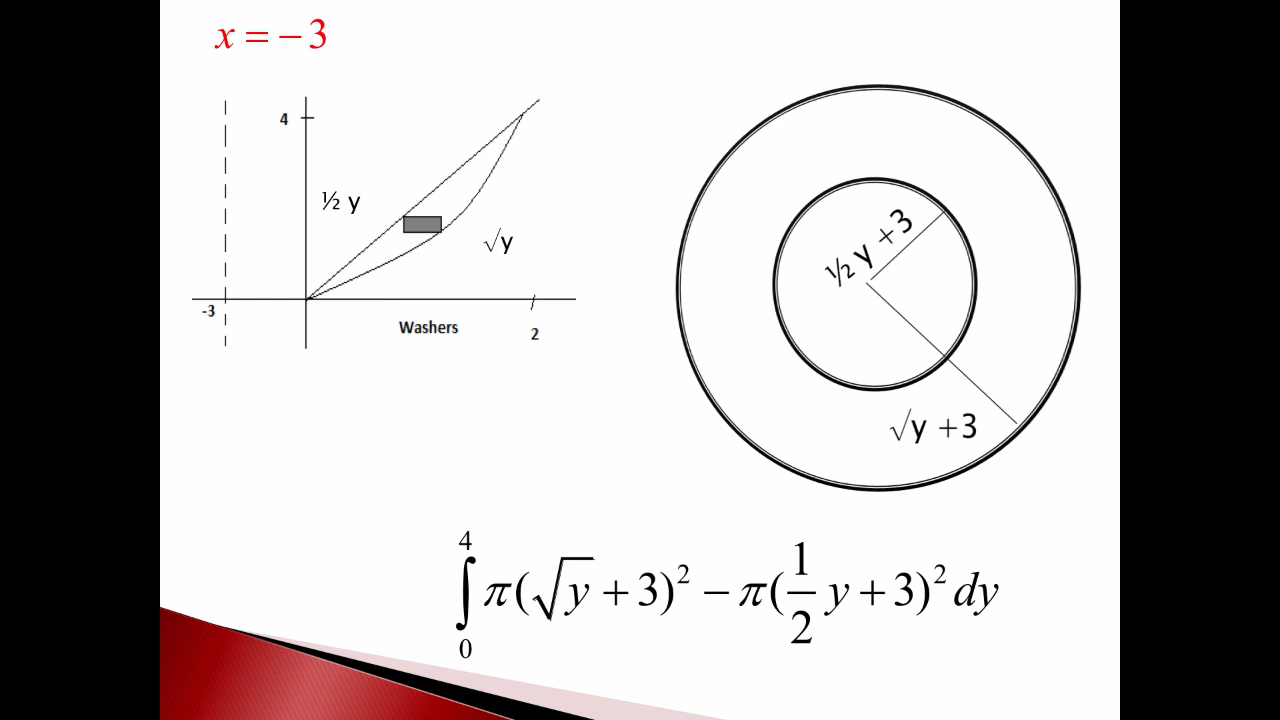 x = −3
4
½ y
√y
-3
Washers
2
½ y +3
√y +3
∫₀⁴ π(√y + 3)² − π(1/2 y + 3)² dy